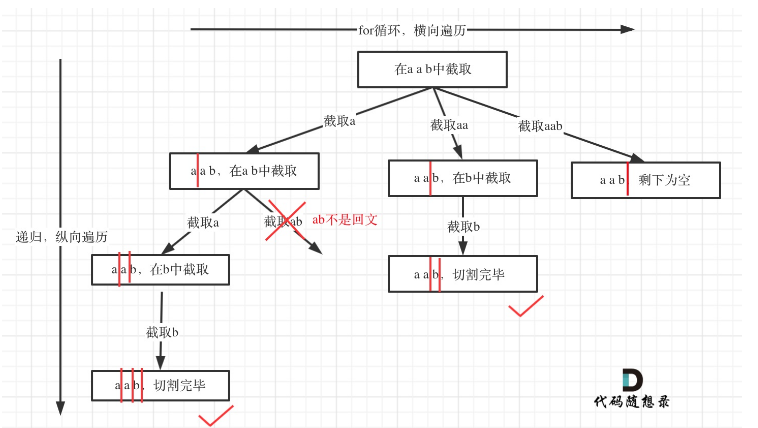 for循环，横向遍历
在a a b中截取
截取a
截取aa
截取aab
a a b，在a b中截取
a a b，在b中截取
a a b 剩下为空
截取a
截取ab
ab不是回文
截取b
递归，纵向遍历
a a b，在b中截取
a a b，切割完毕
截取b
a a b，切割完毕
代码随想录